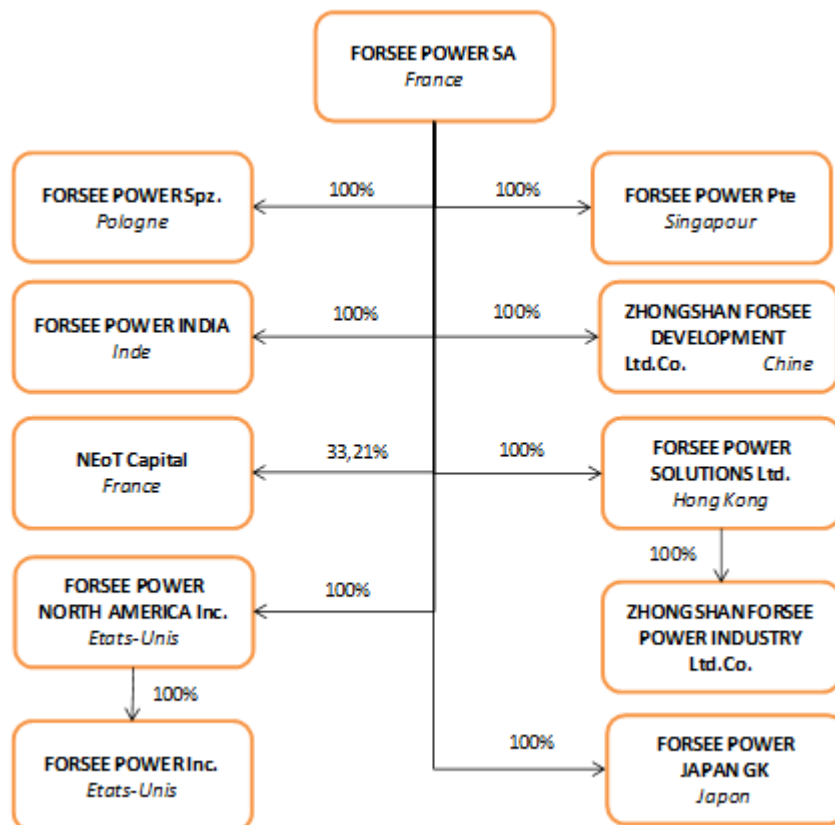 FORSEE POWER SA
France
100%
100%
FORSEE POWER Spz.
Pologne
FORSEE POWER Pte
Singapour
100%
100%
FORSEE POWER INDIA
Inde
ZHONGSHAN FORSEE
DEVELOPMENT
Ltd.Co. Chine
33,21%
100%
NEoT Capital
France
FORSEE POWER
SOLUTIONS Ltd.
Hong Kong
100%
100%
FORSEE POWER
NORTH AMERICA Inc.
Etats-Unis
ZHONGSHAN FORSEE
POWER INDUSTRY
Ltd.Co.
100%
100%
FORSEE POWER Inc.
Etats-Unis
FORSEE POWER
JAPAN GK
Japon